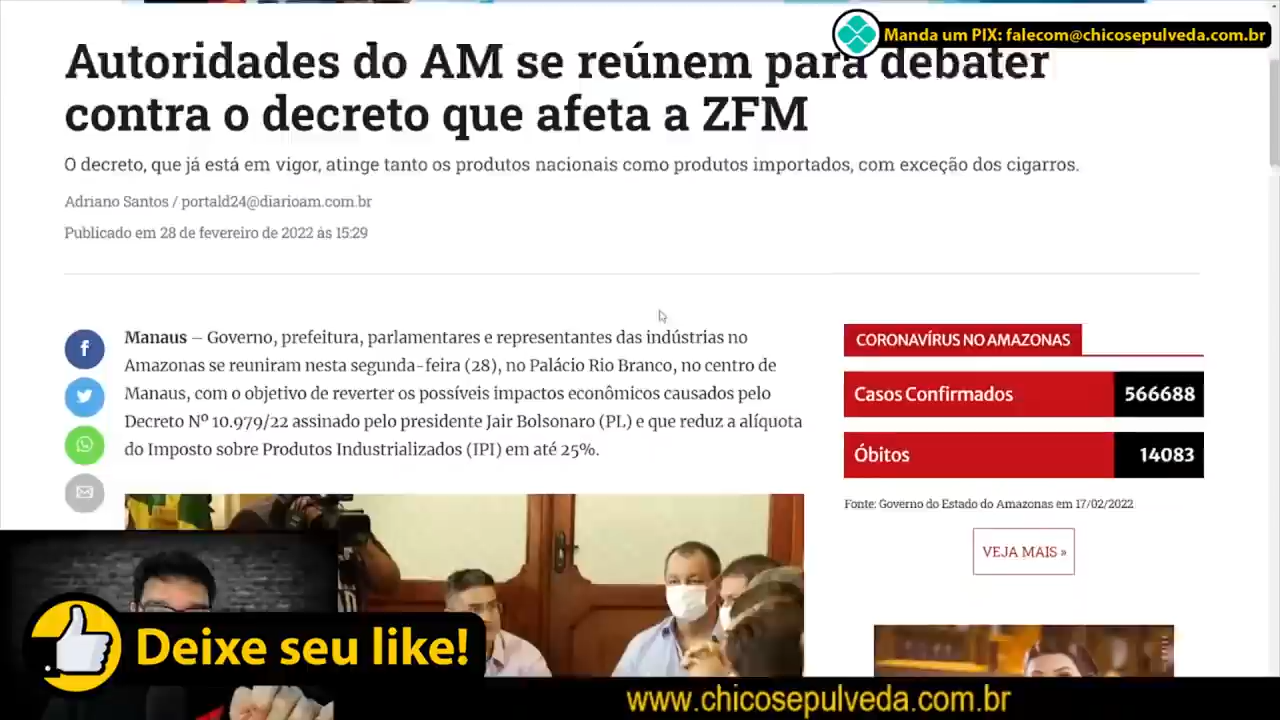 Manda um PIX: falecom@chicosepulveda.com.br
Autoridades do AM se reúnem para debater
contra o decreto que afeta a ZFM
O decreto, que já está em vigor, atinge tanto os produtos nacionais como produtos importados, com exceção dos cigarros.
Adriano Santos / portald24@diarioam.com.br
Publicado em 28 de fevereiro de 2022 às 15:29
Manaus – Governo, prefeitura, parlamentares e representantes das indústrias no
Amazonas se reuniram nesta segunda-feira (28), no Palácio Rio Branco, no centro de
Manaus, com o objetivo de reverter os possíveis impactos econômicos causados pelo
Decreto Nº 10.979/22 assinado pelo presidente Jair Bolsonaro (PL) e que reduz a alíquota
do Imposto sobre Produtos Industrializados (IPI) em até 25%.
CORONAVÍRUS NO AMAZONAS
Casos Confirmados 566688
Óbitos 14083
Fonte: Governo do Estado do Amazonas em 17/02/2022
VEJA MAIS »
Deixe seu like!
www.chicosepulveda.com.br